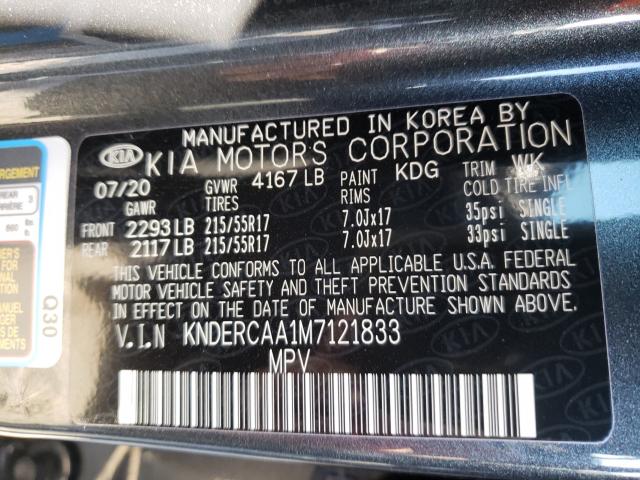 MANUFACTURED IN KOREA BY
KIA KIA MOTORS CORPORATION
07/20 GVWR 4167 LB PAINT KDG TRIM WK
GAWR TIRES RIMS COLD TIRE INFL
FRONT 2293 LB 215/55R17 7.0Jx17 35psi SINGLE
REAR 2117 LB 215/55R17 7.0Jx17 33psi SINGLE
THIS VEHICLE CONFORMS TO ALL APPLICABLE U.S.A. FEDERAL
MOTOR VEHICLE SAFETY AND THEFT PREVENTION STANDARDS
IN EFFECT ON THE DATE OF MANUFACTURE SHOWN ABOVE.
V.I.N KNDERCAA1M7121833
MPV
Q30
REAR 3